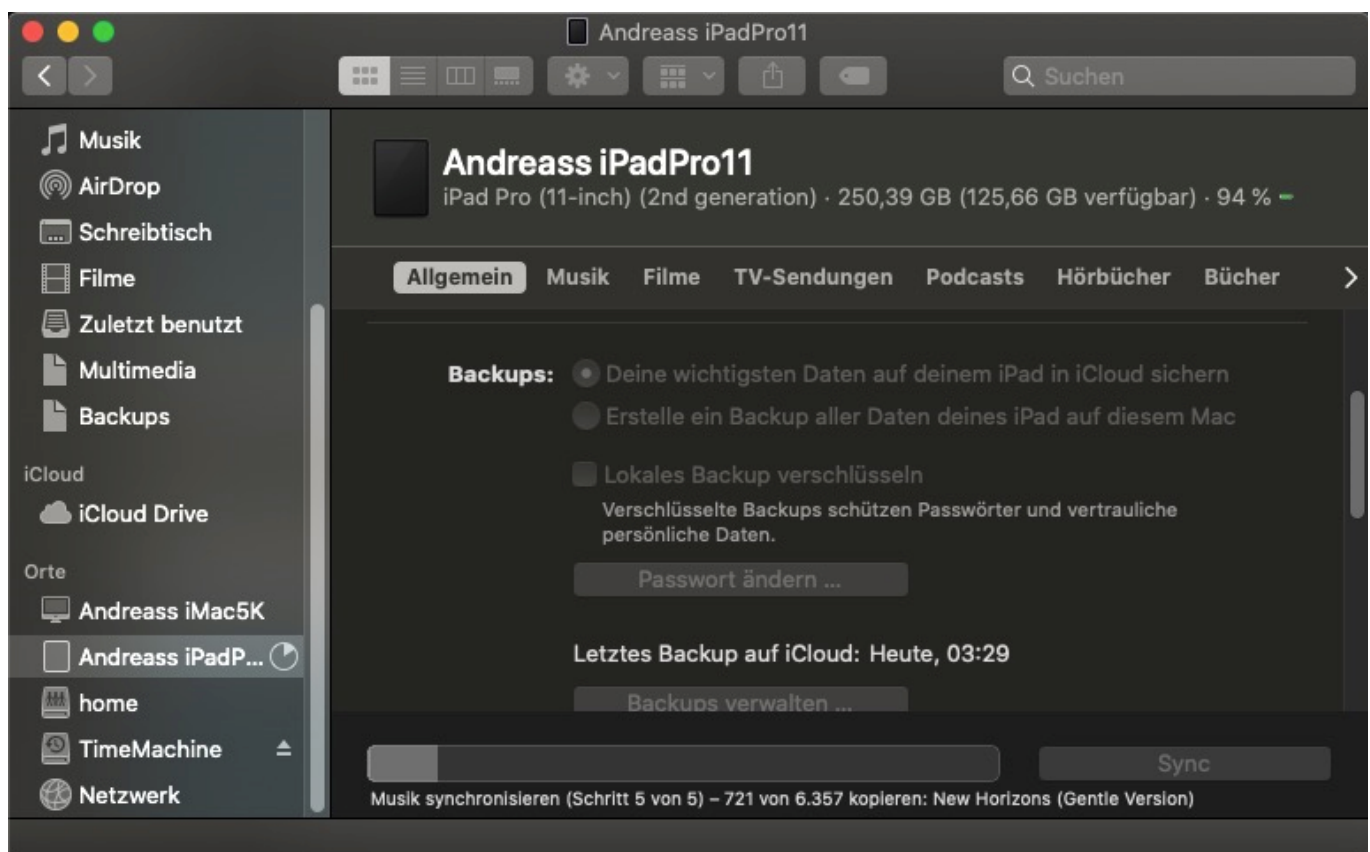 Andreass iPadPro11
Suchen
Musik
AirDrop
Schreibtisch
Filme
Zuletzt benutzt
Multimedia
Backups
iCloud
iCloud Drive
Orte
Andreass iMac5K
Andreass iPadP...
home
TimeMachine
Netzwerk
Andreass iPadPro11
iPad Pro (11-inch) (2nd generation) · 250,39 GB (125,66 GB verfügbar) · 94 %
Allgemein Musik Filme TV-Sendungen Podcasts Hörbücher Bücher
Backups: Deine wichtigsten Daten auf deinem iPad in iCloud sichern
Erstelle ein Backup aller Daten deines iPad auf diesem Mac
Lokales Backup verschlüsseln
Verschlüsselte Backups schützen Passwörter und vertrauliche
persönliche Daten.
Passwort ändern ...
Letztes Backup auf iCloud: Heute, 03:29
Backups verwalten ...
Sync
Musik synchronisieren (Schritt 5 von 5) – 721 von 6.357 kopieren: New Horizons (Gentle Version)